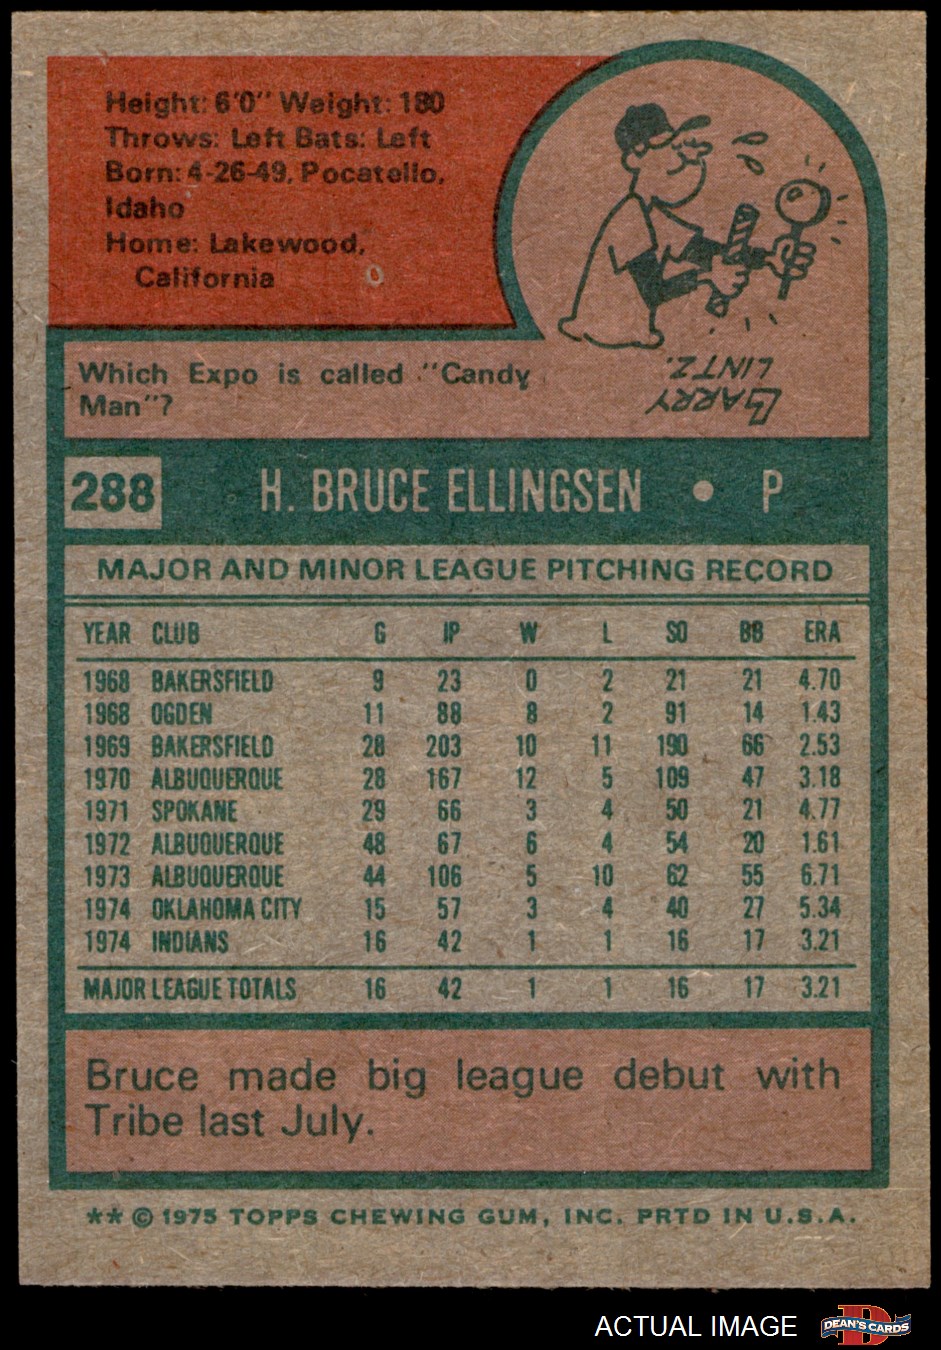 Height: 6'0" Weight: 180
Throws: Left Bats: Left
Born: 4-26-49, Pocatello,
Idaho
Home: Lakewood,
California
Which Expo is called "Candy
Man"?
LARRY
LINTZ.
288 H. BRUCE ELLINGSEN • P
MAJOR AND MINOR LEAGUE PITCHING RECORD
YEAR CLUB G IP W L SO BB ERA
1968 BAKERSFIELD 9 23 0 2 21 21 4.70
1968 OGDEN 11 88 8 2 91 14 1.43
1969 BAKERSFIELD 28 203 10 11 190 66 2.53
1970 ALBUQUERQUE 28 167 12 5 109 47 3.18
1971 SPOKANE 29 66 3 4 50 21 4.77
1972 ALBUQUERQUE 48 67 6 4 54 20 1.61
1973 ALBUQUERQUE 44 106 5 10 62 55 6.71
1974 OKLAHOMA CITY 15 57 3 4 40 27 5.34
1974 INDIANS 16 42 1 1 16 17 3.21
MAJOR LEAGUE TOTALS 16 42 1 1 16 17 3.21
Bruce made big league debut with
Tribe last July.
** © 1975 TOPPS CHEWING GUM, INC. PRTD IN U.S.A.
ACTUAL IMAGE
D
DEAN'S CARDS